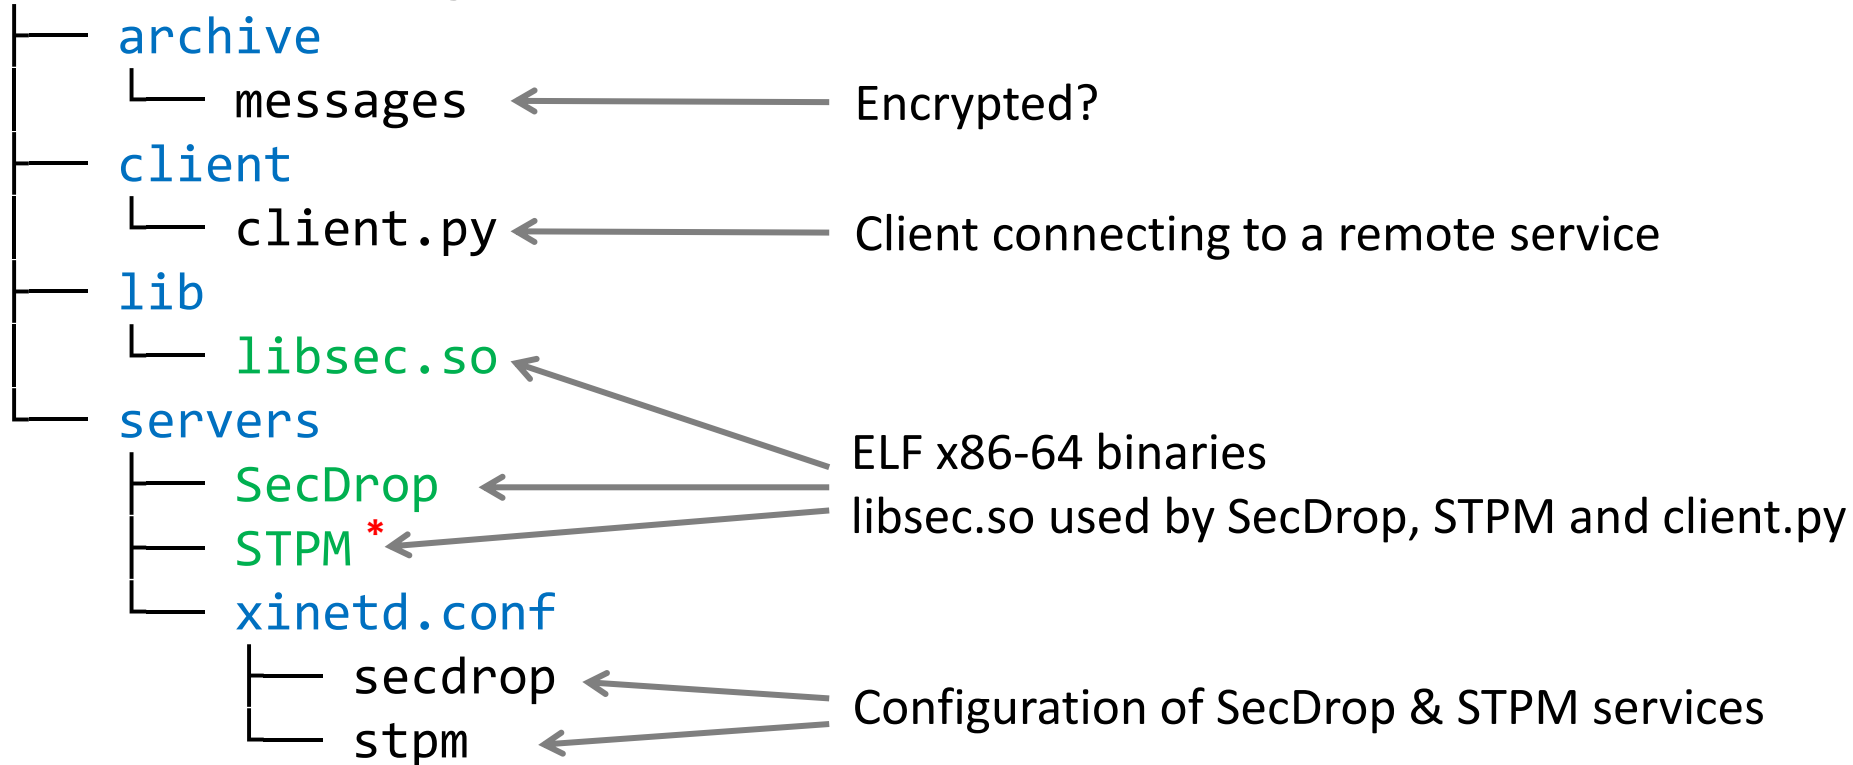 archive
messages
Encrypted?
client
client.py
Client connecting to a remote service
lib
libsec.so
servers
ELF x86-64 binaries
SecDrop
libsec.so used by SecDrop, STPM and client.py
STPM *
xinetd.conf
secdrop
Configuration of SecDrop & STPM services
stpm